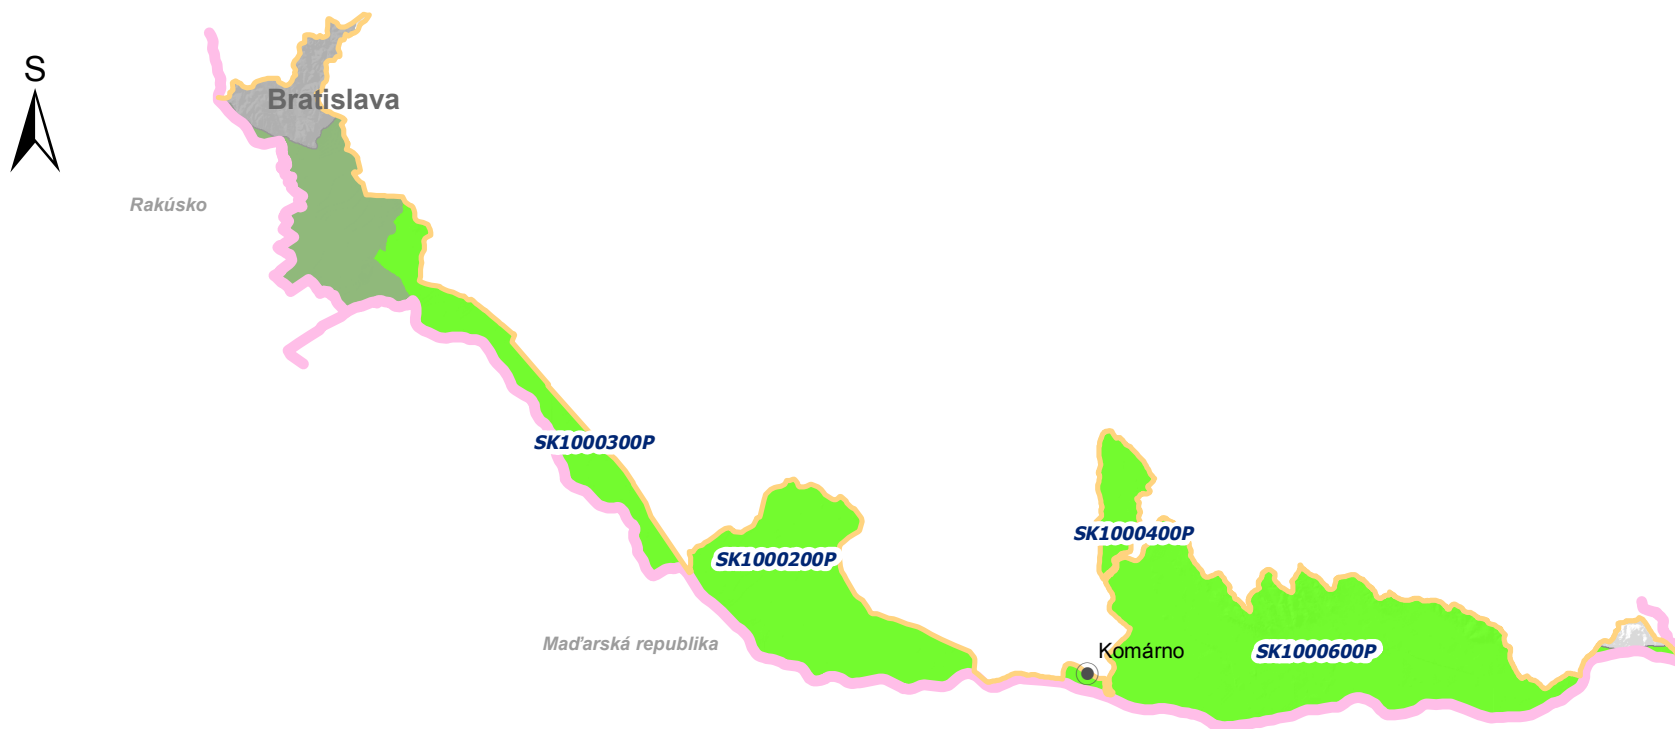 S
Bratislava
Rakúsko
SK1000300P
SK1000400P
SK1000200P
Maďarská republika
Komárno
SK1000600P